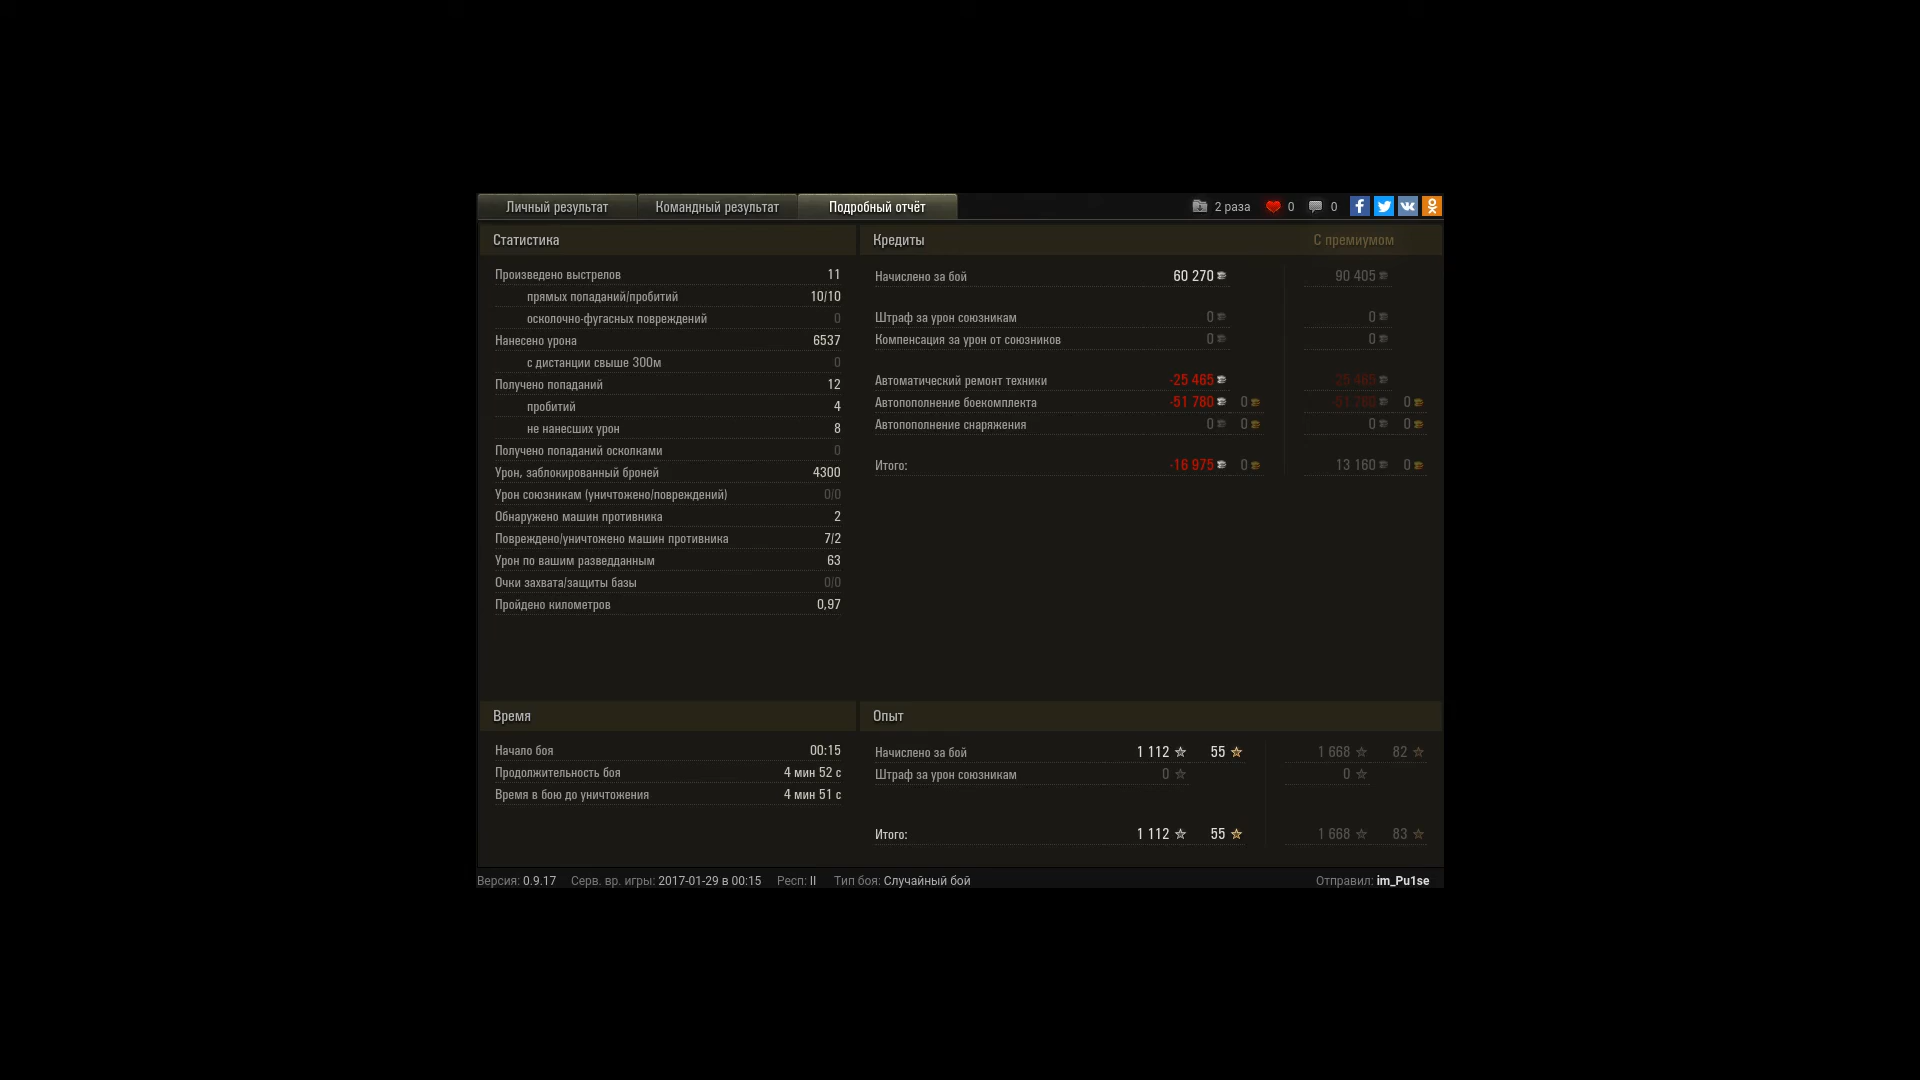 Личный результат Командный результат Подробный отчёт 2 раза 0 0
Статистика
Произведено выстрелов 11
прямых попаданий/пробитий 10/10
осколочно-фугасных повреждений 0
Нанесено урона 6537
с дистанции свыше 300м 0
Получено попаданий 12
пробитий 4
не нанесших урон 8
Получено попаданий осколками 0
Урон, заблокированный броней 4300
Урон союзникам (уничтожено/повреждений) 0/0
Обнаружено машин противника 2
Повреждено/уничтожено машин противника 7/2
Урон по вашим разведданным 63
Очки захвата/защиты базы 0/0
Пройдено километров 0,97
Кредиты С премиумом
Начислено за бой 60 270 90 405
Штраф за урон союзникам 0 0
Компенсация за урон от союзников 0 0
Автоматический ремонт техники -25 465 -25 465
Автопополнение боекомплекта -51 780 0 -51 780 0
Автопополнение снаряжения 0 0 0 0
Итого: -16 975 0 13 160 0
Время
Начало боя 00:15
Продолжительность боя 4 мин 52 с
Время в бою до уничтожения 4 мин 51 с
Опыт
Начислено за бой 1 112 55 1 668 82
Штраф за урон союзникам 0 0
Итого: 1 112 55 1 668 83
Версия: 0.9.17 Серв. вр. игры: 2017-01-29 в 00:15 Респ: II Тип боя: Случайный бой Отправил: im_Pu1se